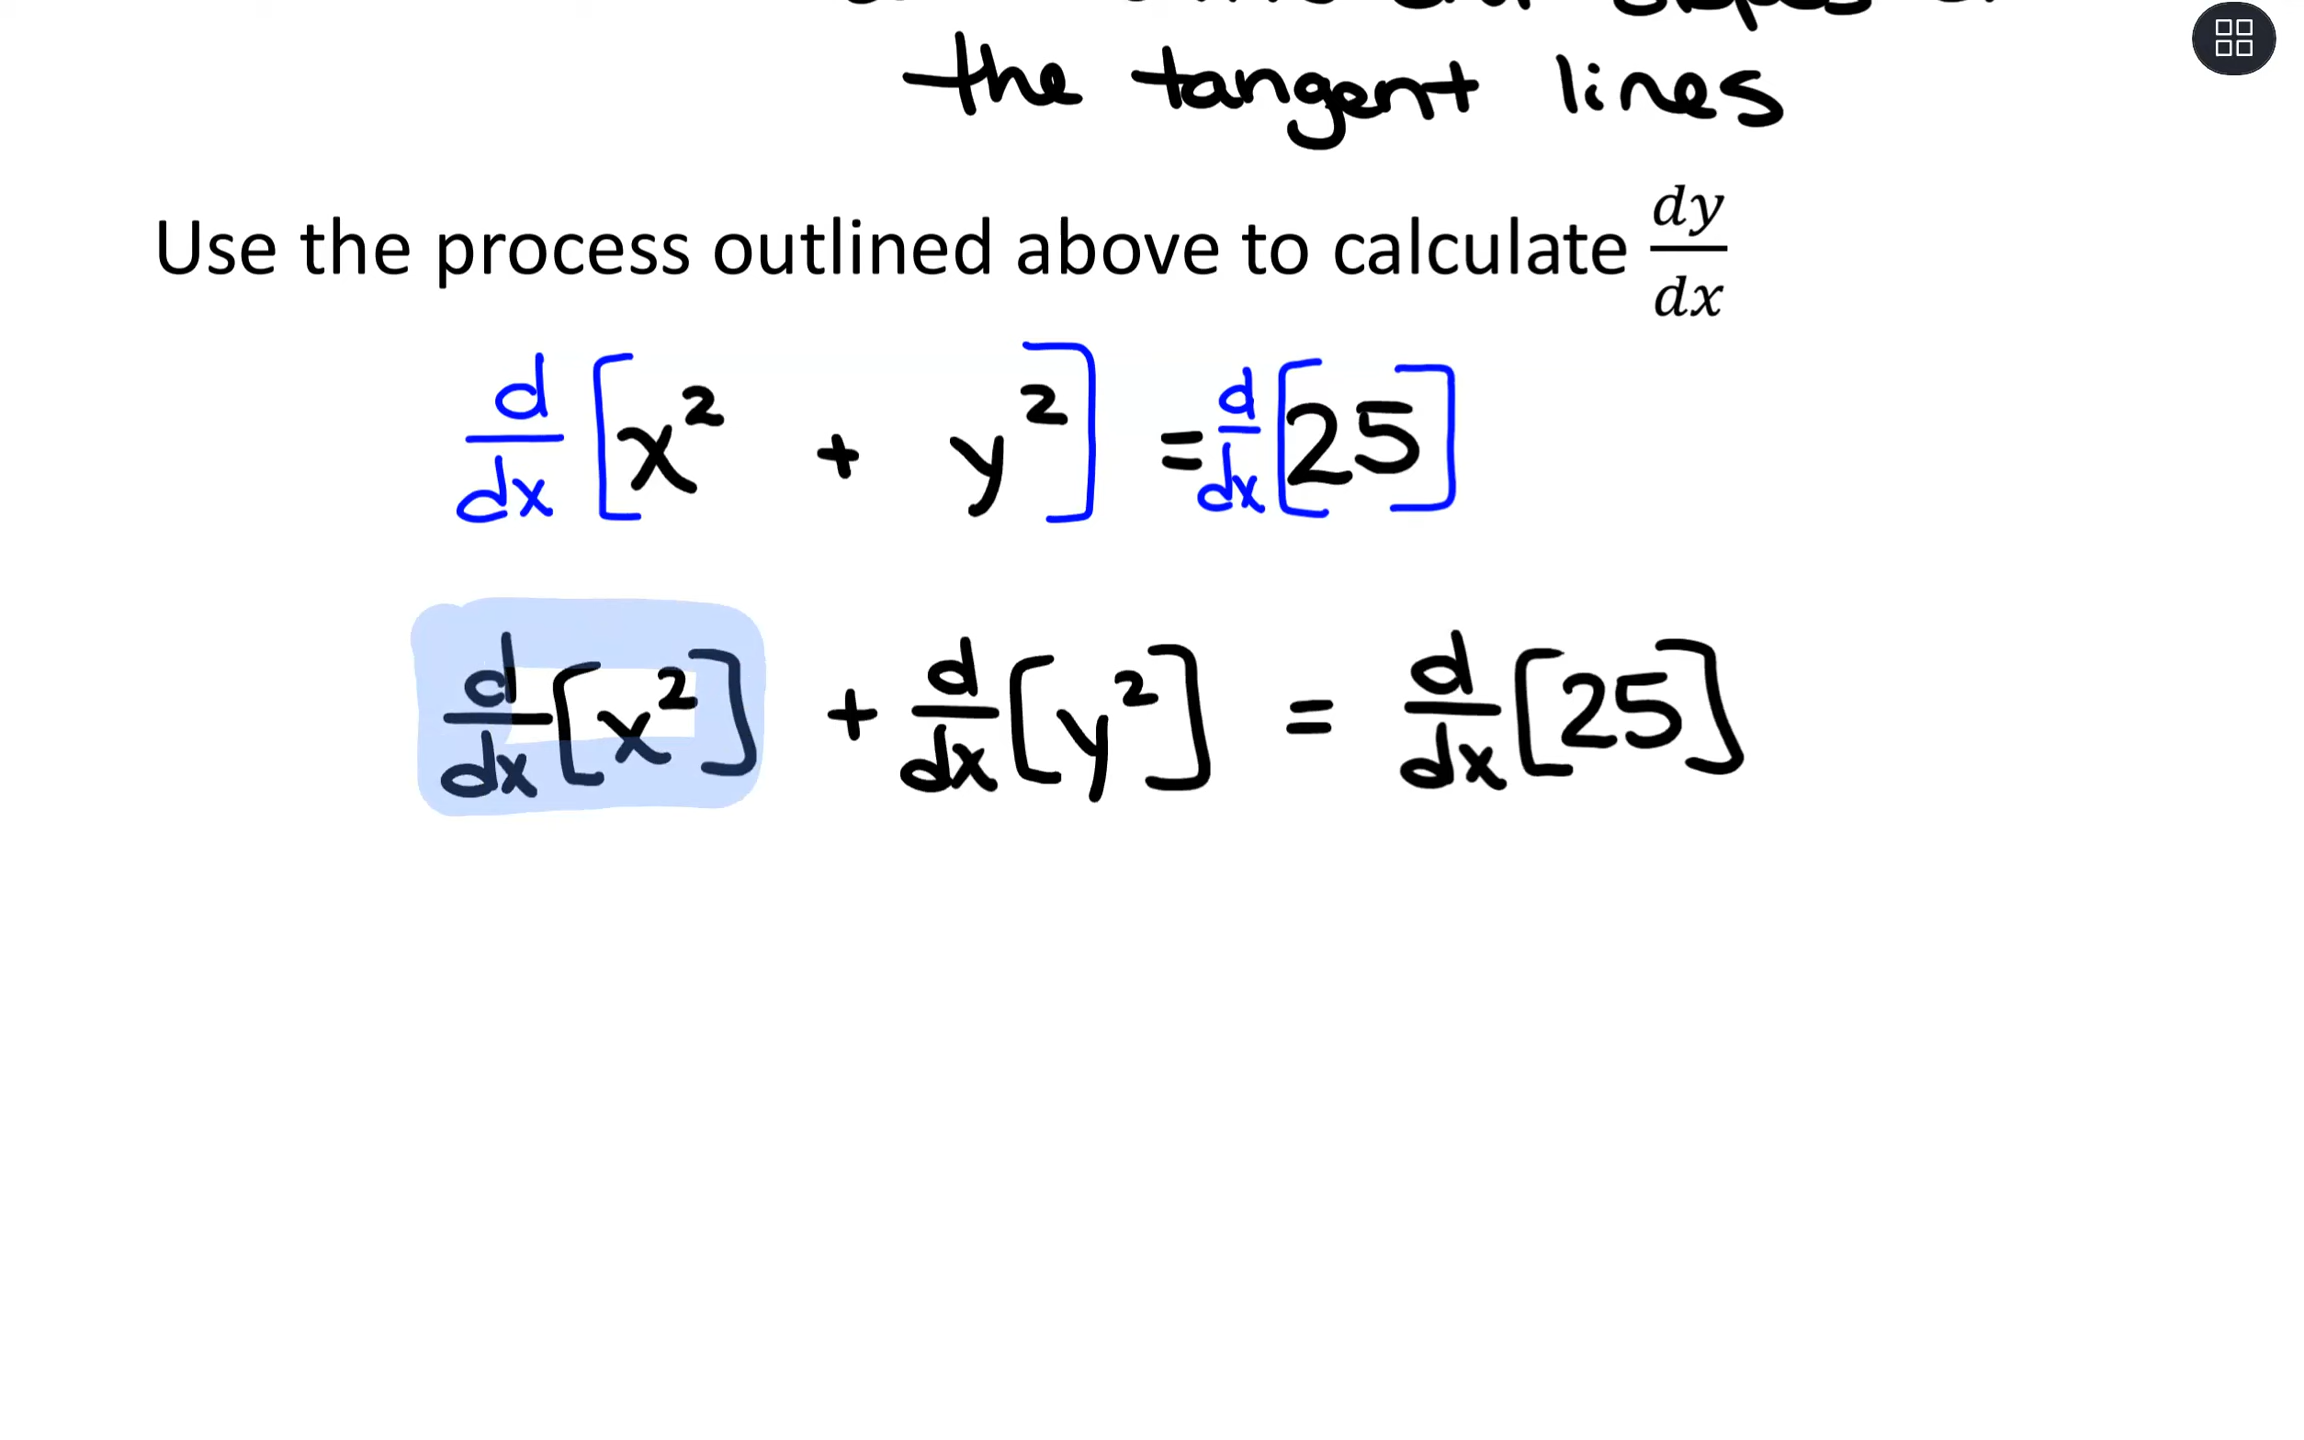 the tangent lines
Use the process outlined above to calculate dy/dx
d/dx [x² + y²] = d/dx [25]
d/dx [x²] + d/dx [y²] = d/dx [25]